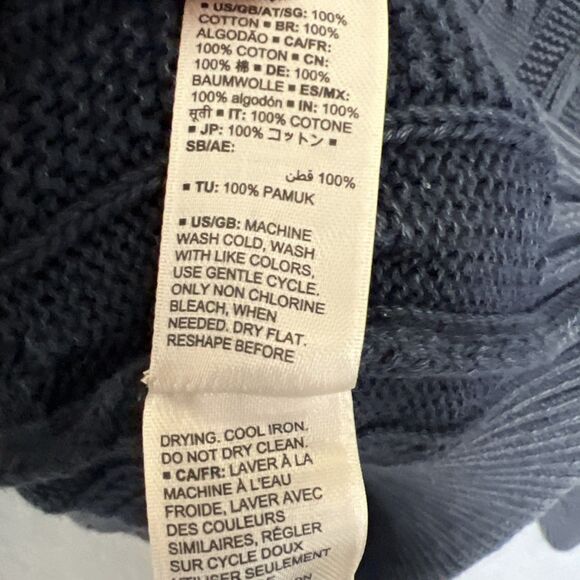 ■ US/GB/AT/SG: 100%
COTTON ■ BR: 100%
ALGODÃO ■ CA/FR:
100% COTON ■ CN:
100% 棉 ■ DE: 100%
BAUMWOLLE ■ ES/MX:
100% algodón ■ IN: 100%
सूती ■ IT: 100% COTONE
■ JP: 100% コットン ■
SB/AE:
100% قطن
■ TU: 100% PAMUK
■ US/GB: MACHINE
WASH COLD, WASH
WITH LIKE COLORS,
USE GENTLE CYCLE.
ONLY NON CHLORINE
BLEACH, WHEN
NEEDED. DRY FLAT.
RESHAPE BEFORE
DRYING. COOL IRON.
DO NOT DRY CLEAN.
■ CA/FR: LAVER À LA
MACHINE À L'EAU
FROIDE, LAVER AVEC
DES COULEURS
SIMILAIRES, RÉGLER
SUR CYCLE DOUX
UTILISER SEULEMENT